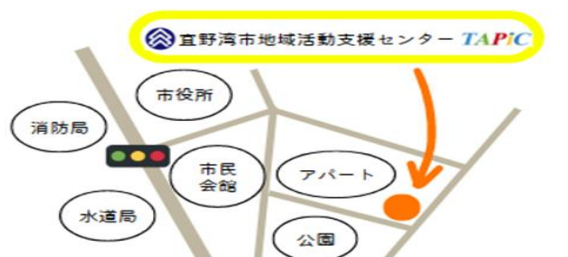 宜野湾市地域活動支援センター TAPiC
市役所
消防局
市民
会館
アパート
水道局
公園